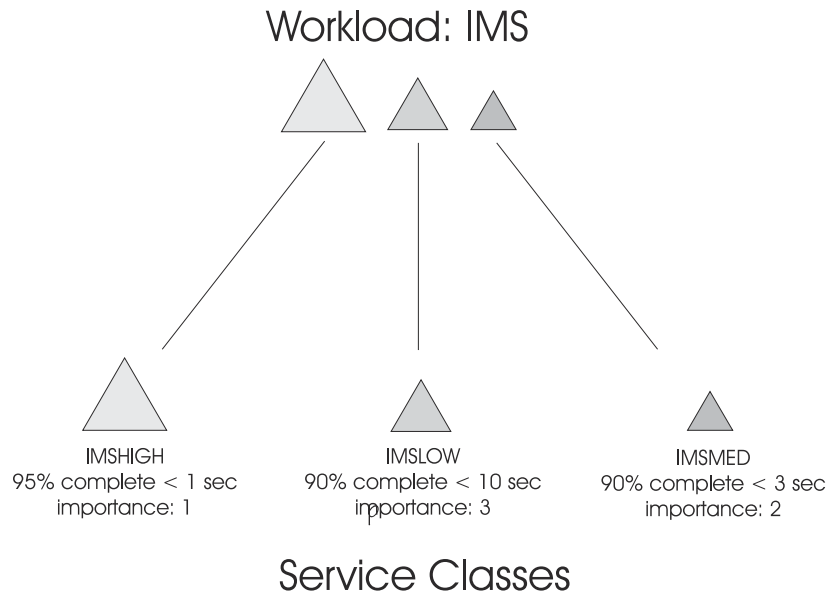 Workload: IMS
IMSHIGH
95% complete < 1 sec
importance: 1
IMSLOW
90% complete < 10 sec
importance: 3
p
IMSMED
90% complete < 3 sec
importance: 2
Service Classes